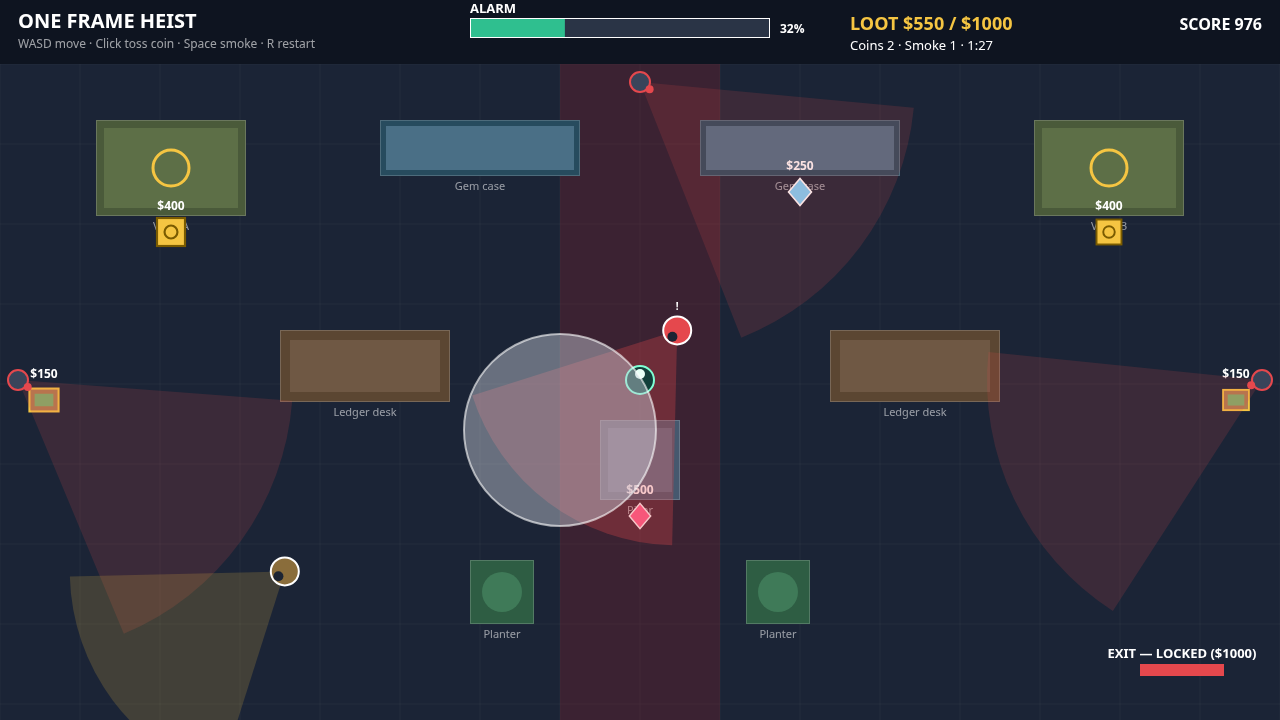 ONE FRAME HEIST
WASD move · Click toss coin · Space smoke · R restart
ALARM
32%
LOOT $550 / $1000
Coins 2 · Smoke 1 · 1:27
SCORE 976
$400
Gem case
$250
$400
!
$150
Ledger desk
Ledger desk
$150
$500
Planter
Planter
EXIT — LOCKED ($1000)